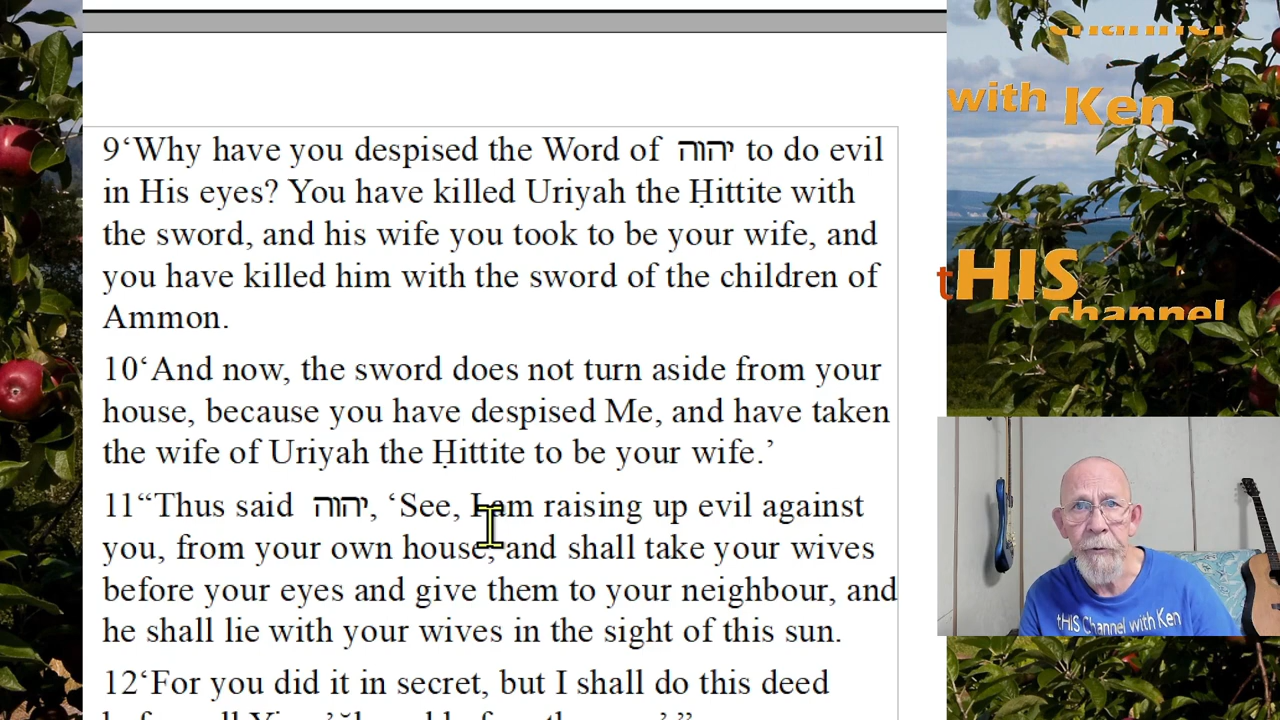 channel
with Ken
tHIS
channel
9‘Why have you despised the Word of יהוה to do evil
in His eyes? You have killed Uriyah the Ḥittite with
the sword, and his wife you took to be your wife, and
you have killed him with the sword of the children of
Ammon.
10‘And now, the sword does not turn aside from your
house, because you have despised Me, and have taken
the wife of Uriyah the Ḥittite to be your wife.’
11“Thus said יהוה, ‘See, I am raising up evil against
you, from your own house, and shall take your wives
before your eyes and give them to your neighbour, and
he shall lie with your wives in the sight of this sun.
12‘For you did it in secret, but I shall do this deed
tHIS Channel with Ken